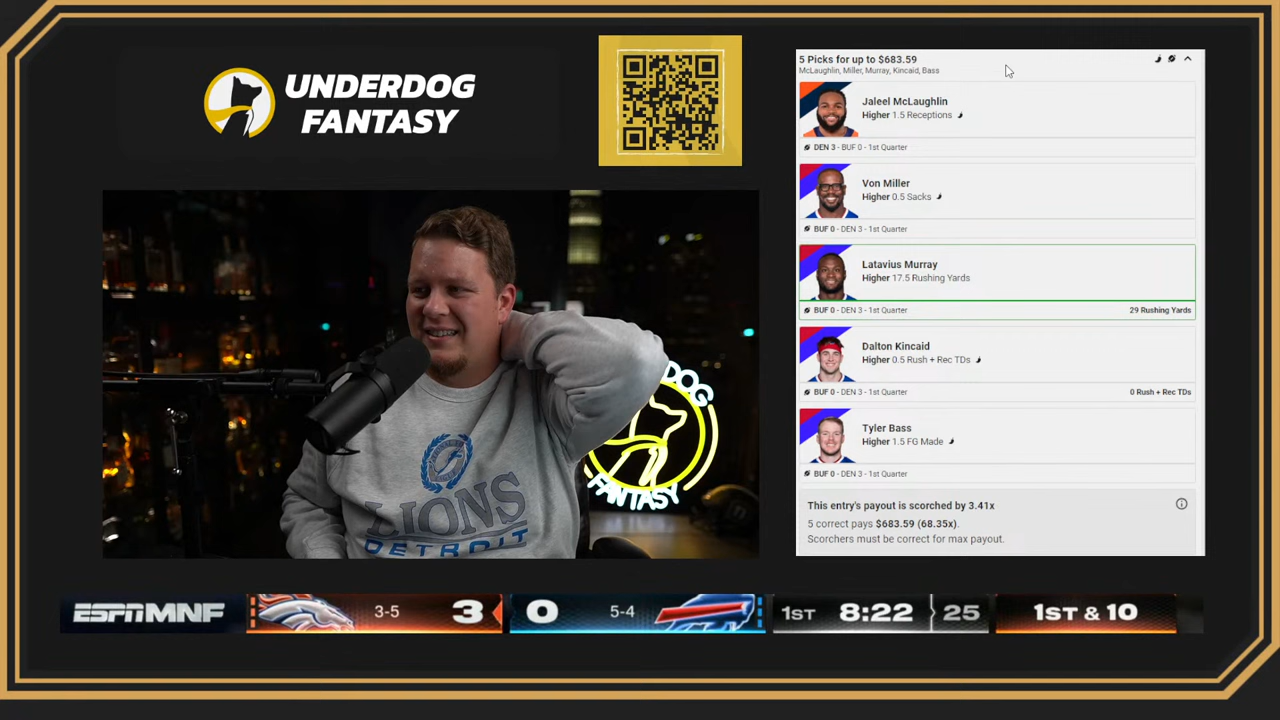 UNDERDOG
FANTASY
5 Picks for up to $683.59
McLaughlin, Miller, Murray, Kincaid, Bass
Jaleel McLaughlin
Higher 1.5 Receptions
DEN 3 - BUF 0 - 1st Quarter
Von Miller
Higher 0.5 Sacks
BUF 0 - DEN 3 - 1st Quarter
Latavius Murray
Higher 17.5 Rushing Yards
BUF 0 - DEN 3 - 1st Quarter 29 Rushing Yards
Dalton Kincaid
Higher 0.5 Rush + Rec TDs
BUF 0 - DEN 3 - 1st Quarter 0 Rush + Rec TDs
Tyler Bass
Higher 1.5 FG Made
BUF 0 - DEN 3 - 1st Quarter
This entry's payout is scorched by 3.41x
5 correct pays $683.59 (68.35x).
Scorchers must be correct for max payout.
LIONS
DETROIT
DOG
FANTASY
ESPN MNF 3-5 3 0 5-4 1ST 8:22 25 1ST & 10